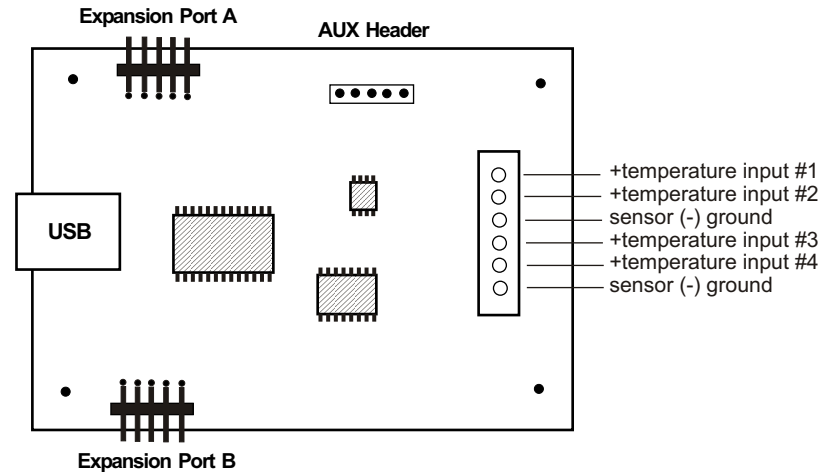 Expansion Port A
AUX Header
+temperature input #1
+temperature input #2
sensor (-) ground
+temperature input #3
+temperature input #4
sensor (-) ground
USB
Expansion Port B